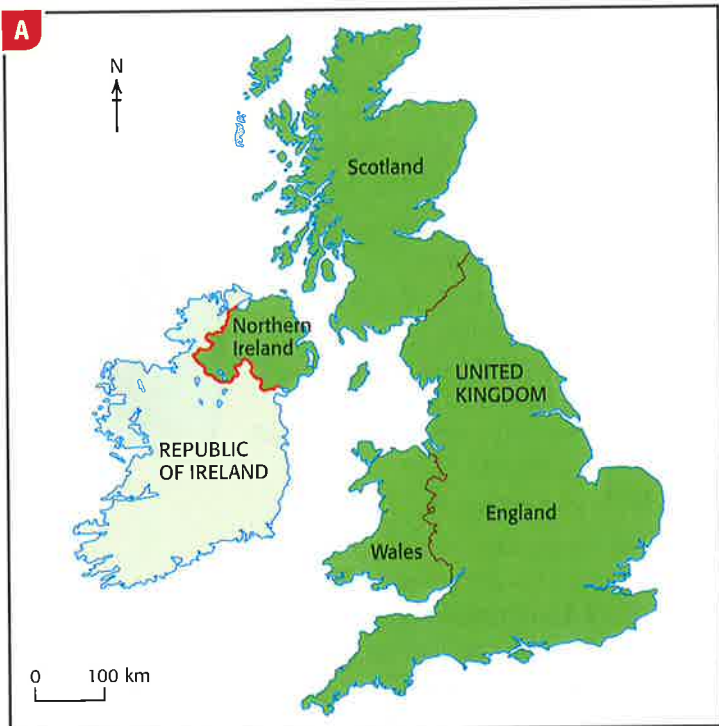 A
N
Scotland
Northern
Ireland
UNITED
KINGDOM
REPUBLIC
OF IRELAND
England
Wales
0 100 km